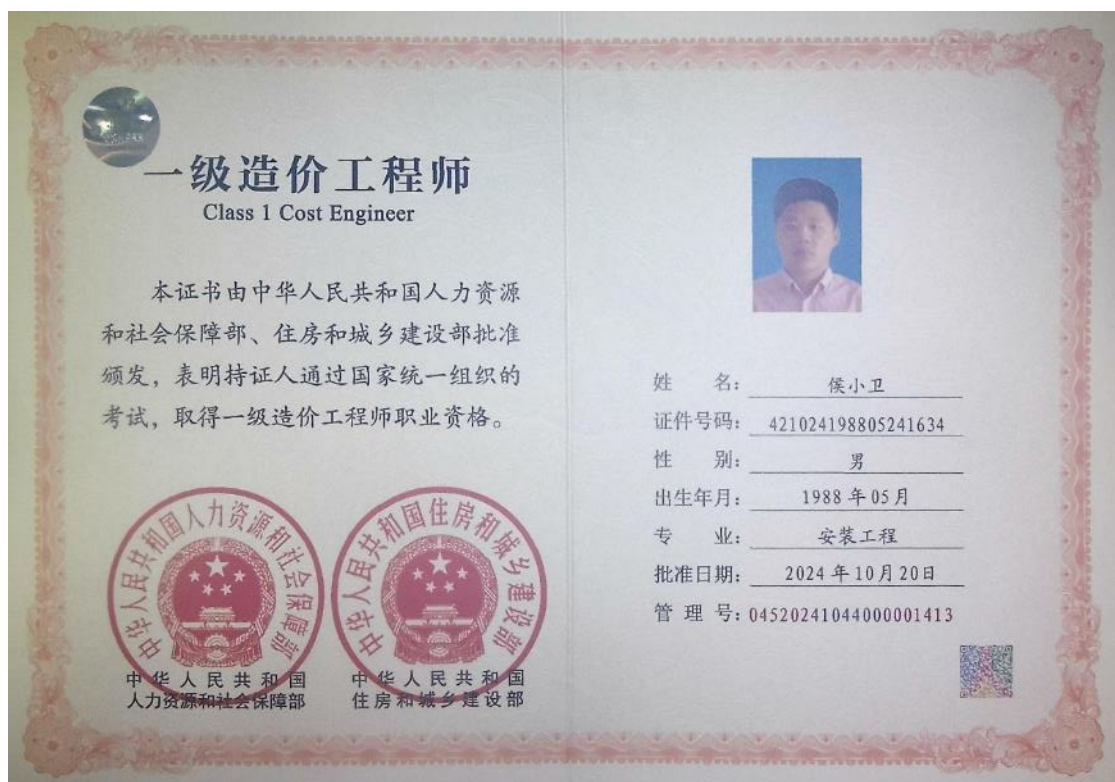 一级造价工程师
Class 1 Cost Engineer
本证书由中华人民共和国人力资源
和社会保障部、住房和城乡建设部批准
颁发，表明持证人通过国家统一组织的
考试，取得一级造价工程师职业资格。
中华人民共和国人力资源和社会保障部
中华人民共和国住房和城乡建设部
中华人民共和国
人力资源和社会保障部
中华人民共和国
住房和城乡建设部
姓 名： 侯小卫
证件号码： 421024198805241634
性 别： 男
出生年月： 1988年05月
专 业： 安装工程
批准日期： 2024年10月20日
管 理 号：04520241044000001413